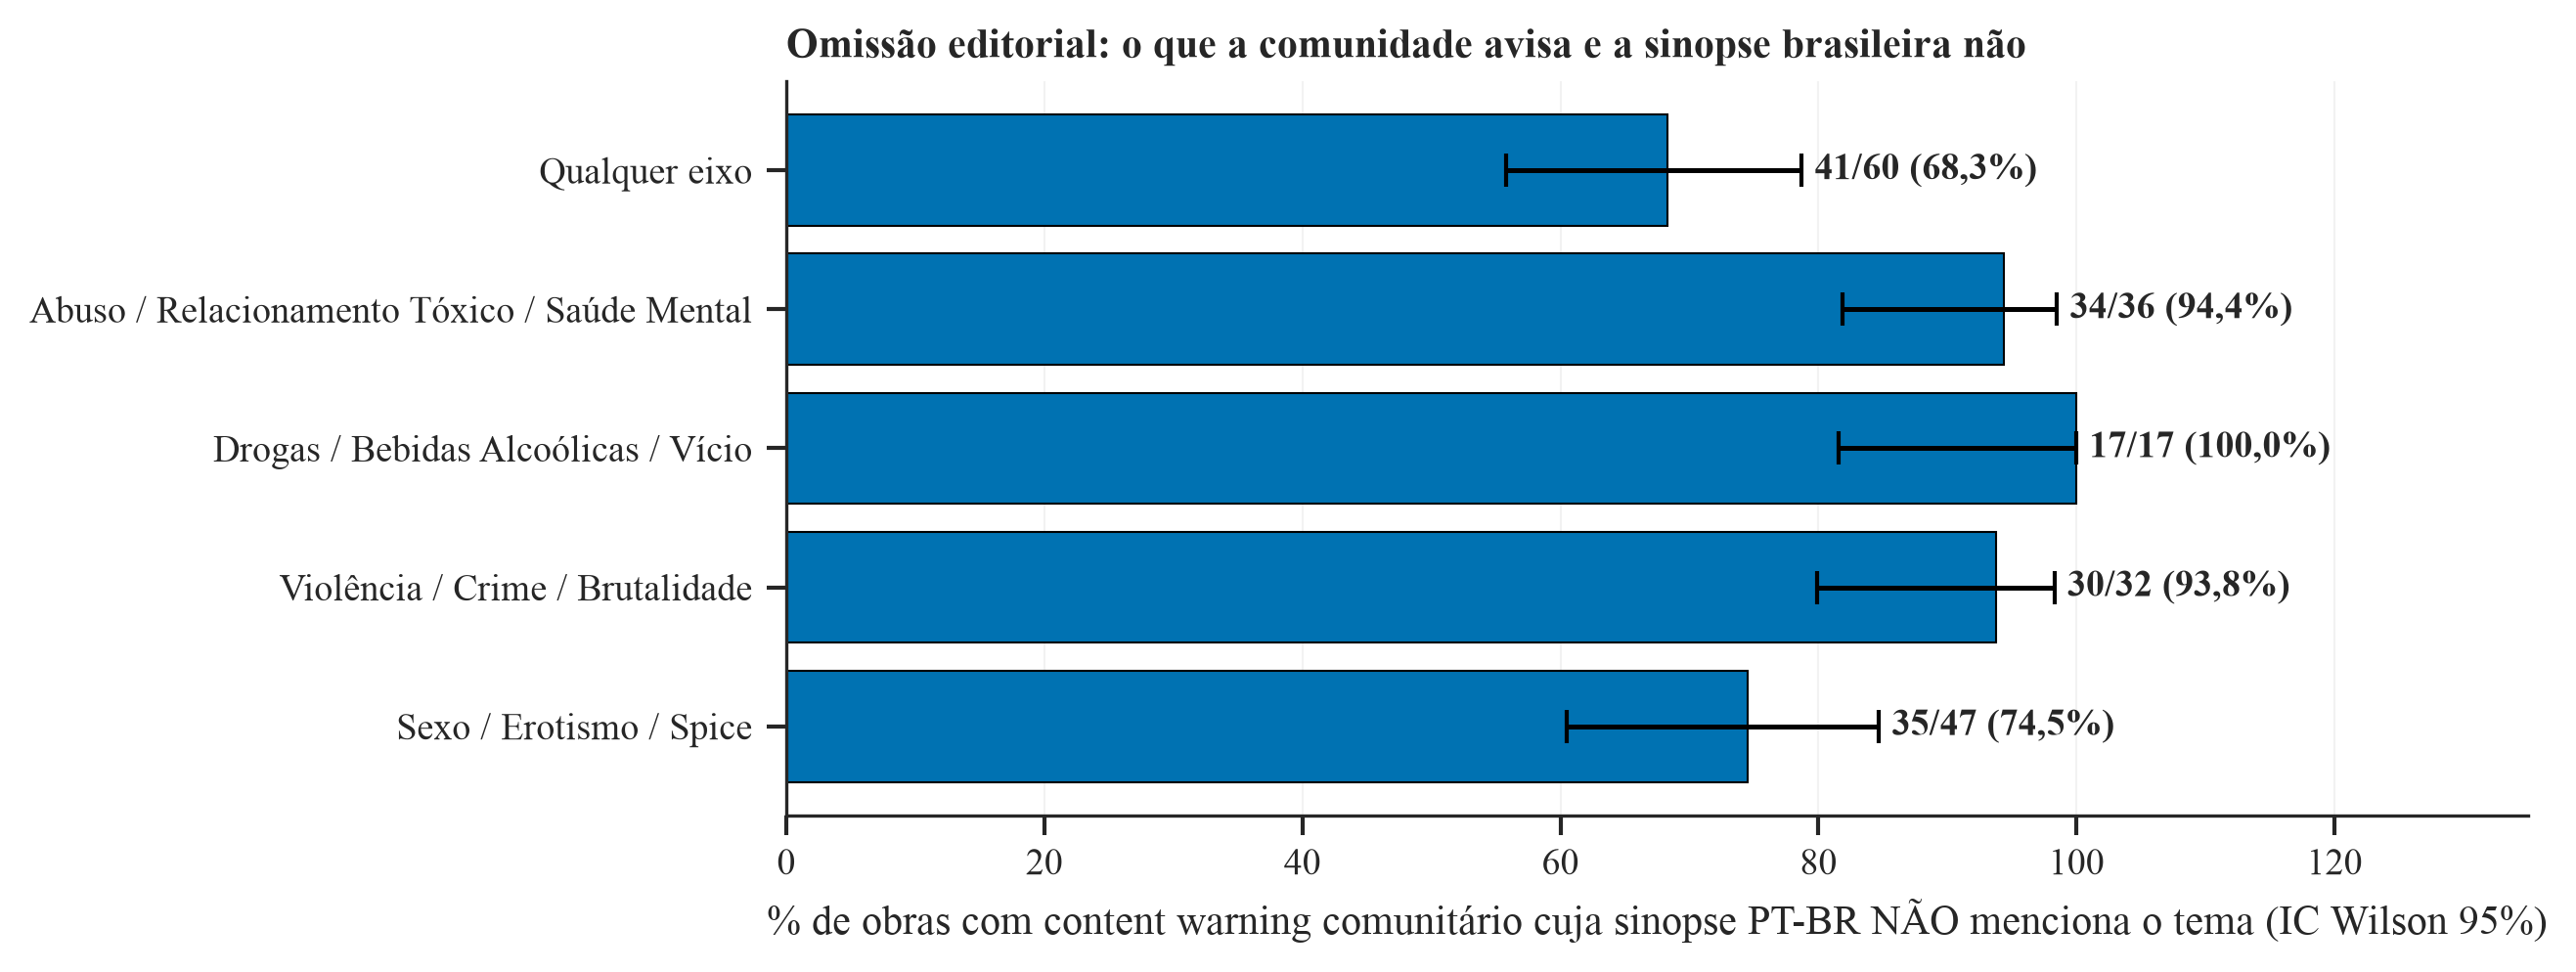 Omissão editorial: o que a comunidade avisa e a sinopse brasileira não
Qualquer eixo
41/60 (68,3%)
Abuso / Relacionamento Tóxico / Saúde Mental
34/36 (94,4%)
Drogas / Bebidas Alcoólicas / Vício
17/17 (100,0%)
Violência / Crime / Brutalidade
30/32 (93,8%)
Sexo / Erotismo / Spice
35/47 (74,5%)
0 20 40 60 80 100 120
% de obras com content warning comunitário cuja sinopse PT-BR NÃO menciona o tema (IC Wilson 95%)